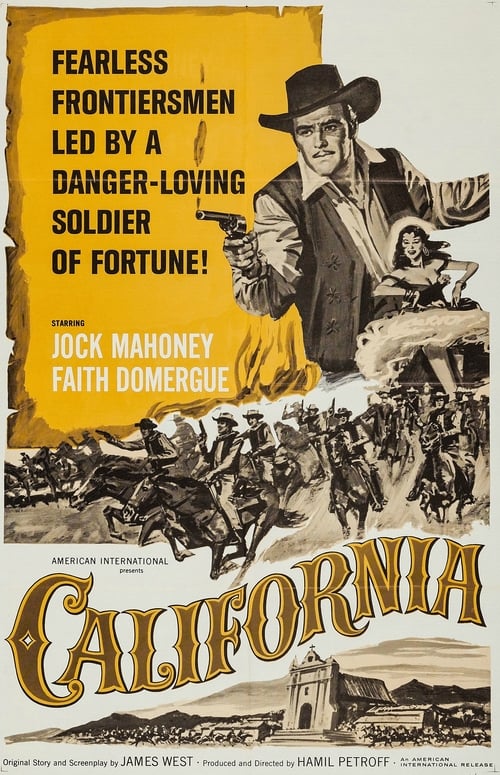 FEARLESS
FRONTIERSMEN
LED BY A
DANGER-LOVING
SOLDIER
OF FORTUNE!
STARRING
JOCK MAHONEY
FAITH DOMERGUE
AMERICAN INTERNATIONAL
presents
CALIFORNIA
Original Story and Screenplay by JAMES WEST · Produced and Directed by HAMIL PETROFF · An AMERICAN
INTERNATIONAL RELEASE